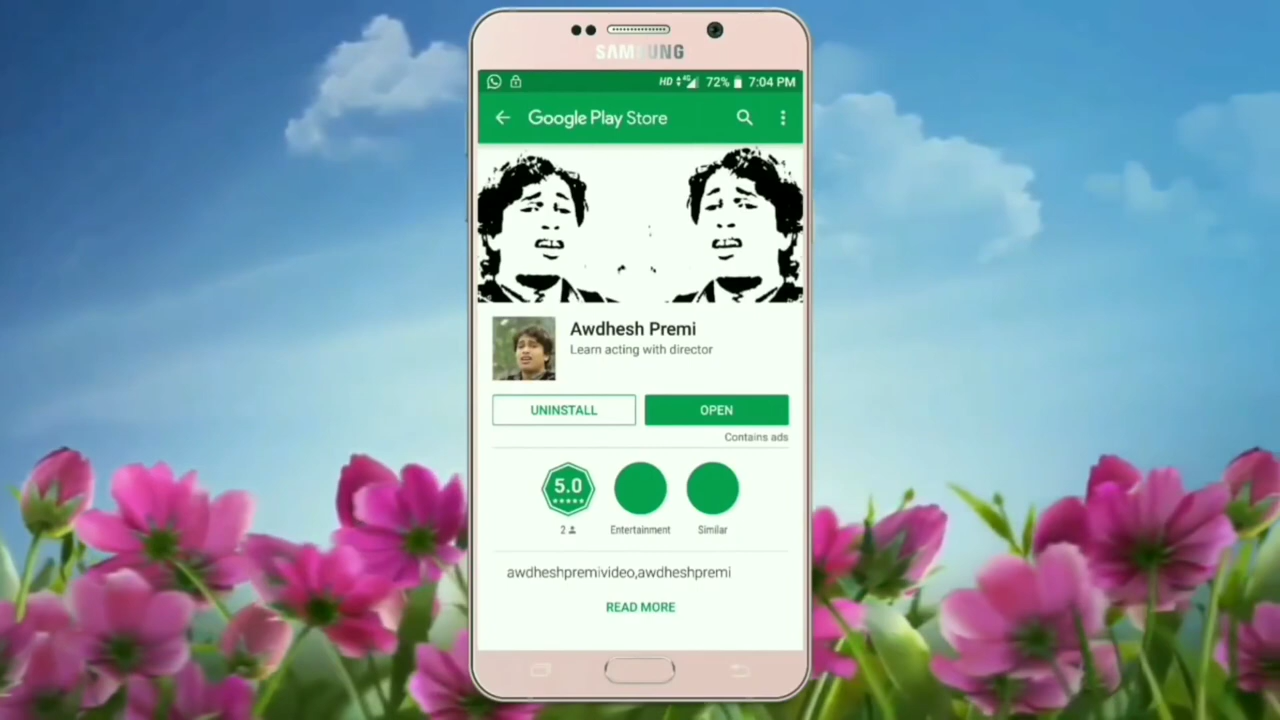 SAMSUNG
HD 4G 72% 7:04 PM
Google Play Store
Awdhesh Premi
Learn acting with director
UNINSTALL
OPEN
Contains ads
5.0
2
Entertainment
Similar
awdheshpremivideo,awdheshpremi
READ MORE